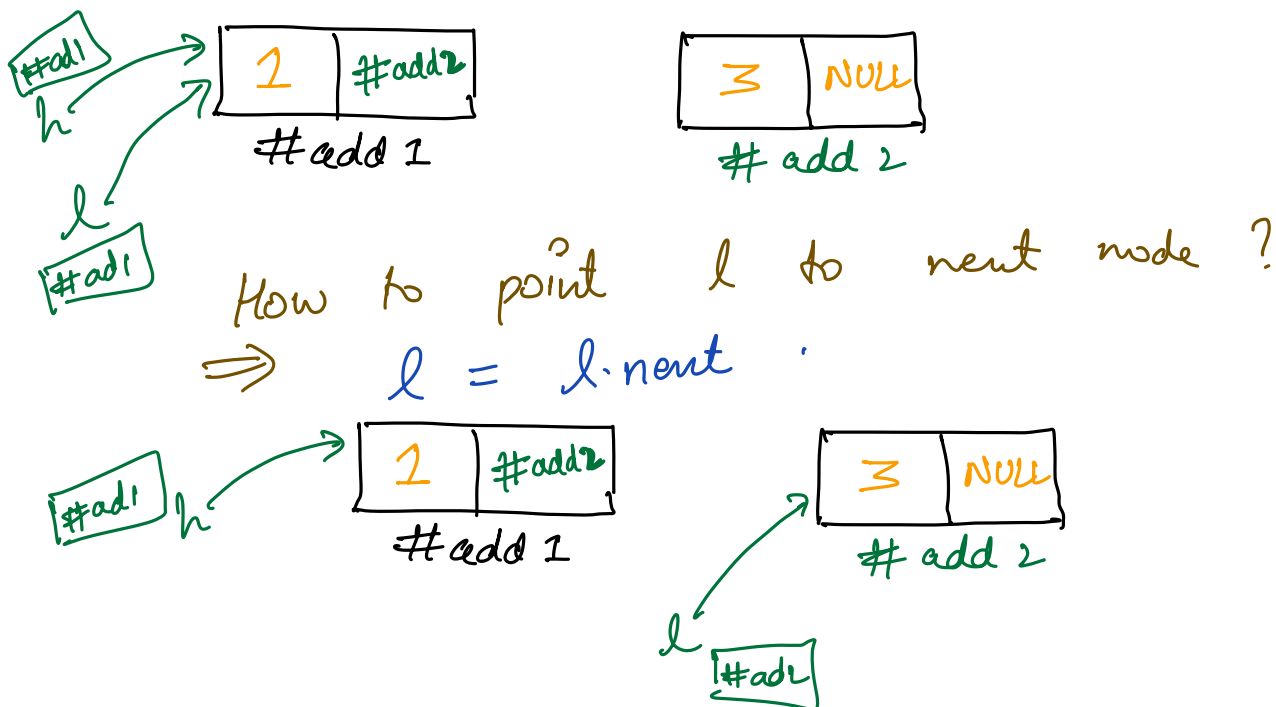 #ad1
h
1 #add2
#add 1
3 NULL
# add 2
l
#ad1
How to point l to next node ?
⇒ l = l.next
#ad1 h
1 #add2
#add 1
3 NULL
# add 2
l
#ad2